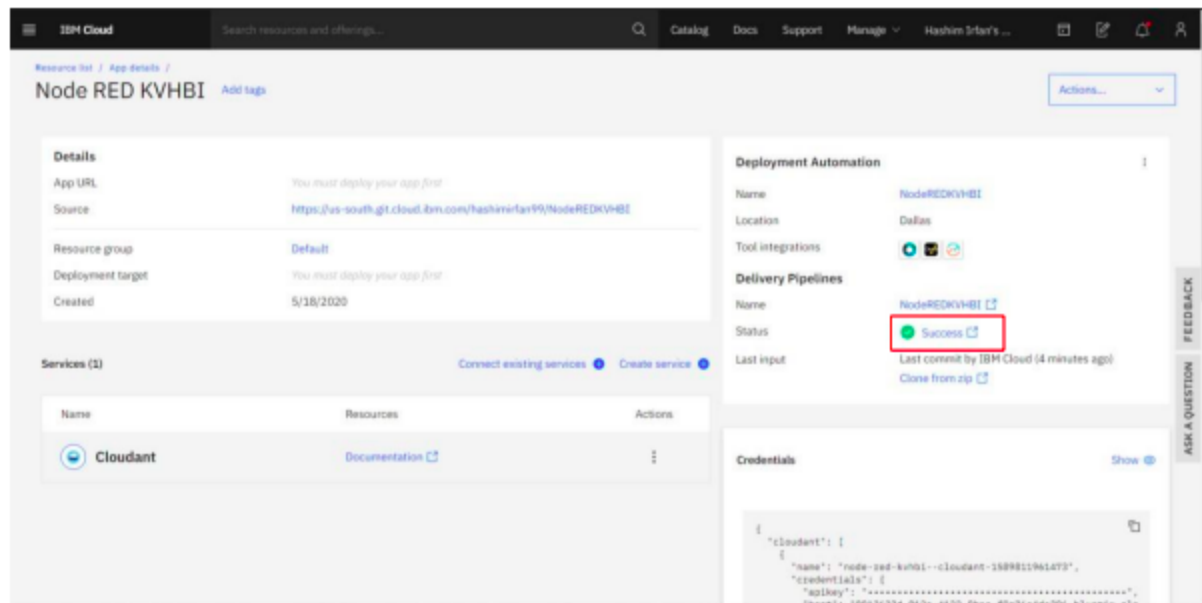 IBM Cloud
Search resources and offerings...
Catalog
Docs
Support
Manage
Hashim Irfan's ...
Resource list / App details /
Node RED KVHBI
Add tags
Actions...
Details
App URL
You must deploy your app first
Source
https://us-south.git.cloud.ibm.com/hashimirfan99/NodeREDKVHBI
Resource group
Default
Deployment target
You must deploy your app first
Created
5/18/2020
Services (1)
Connect existing services
Create service
Name
Resources
Actions
Cloudant
Documentation
Deployment Automation
Name
NodeREDKVHBI
Location
Dallas
Tool integrations
Delivery Pipelines
Name
NodeREDKVHBI
Status
Success
Last input
Last commit by IBM Cloud (4 minutes ago)
Clone from zip
Credentials
Show
{
"cloudant": [
{
"name": "node-red-kvhbi--cloudant-1589811961473",
"credentials": {
"apikey": "********************************************",
FEEDBACK
ASK A QUESTION